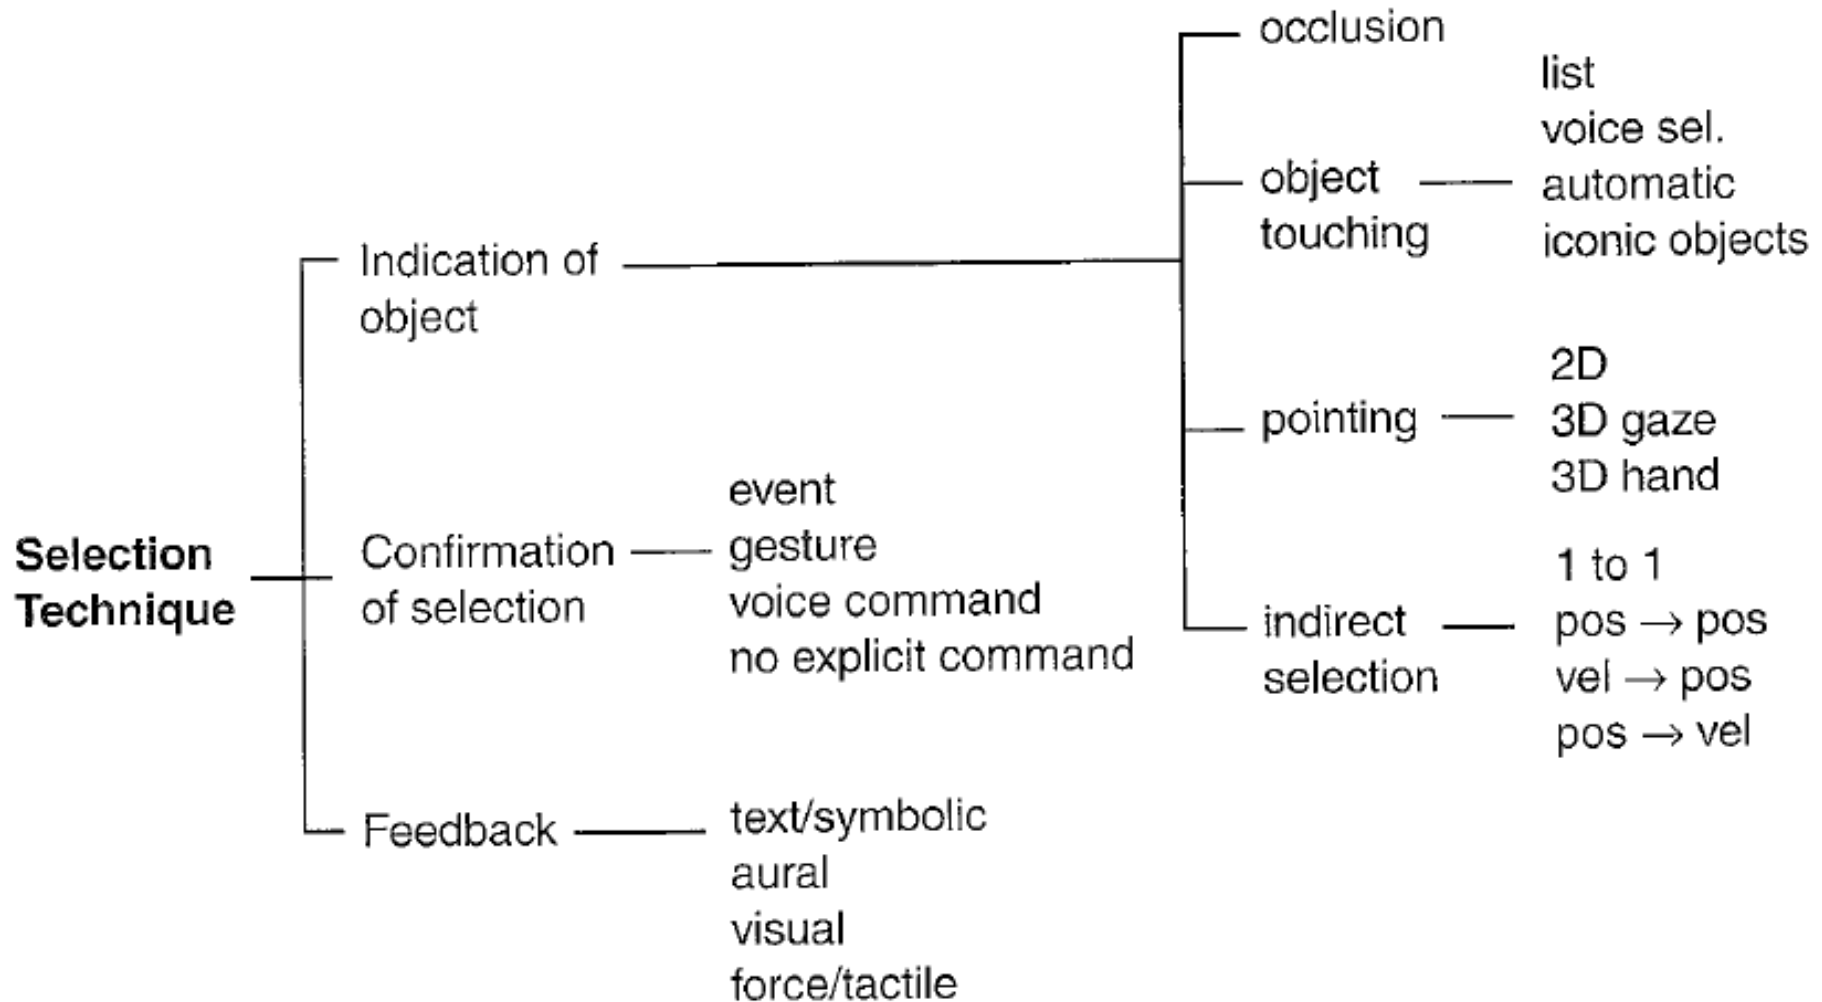 Selection
Technique
Indication of
object
occlusion
object
touching
list
voice sel.
automatic
iconic objects
pointing
2D
3D gaze
3D hand
indirect
selection
1 to 1
pos → pos
vel → pos
pos → vel
Confirmation
of selection
event
gesture
voice command
no explicit command
Feedback
text/symbolic
aural
visual
force/tactile